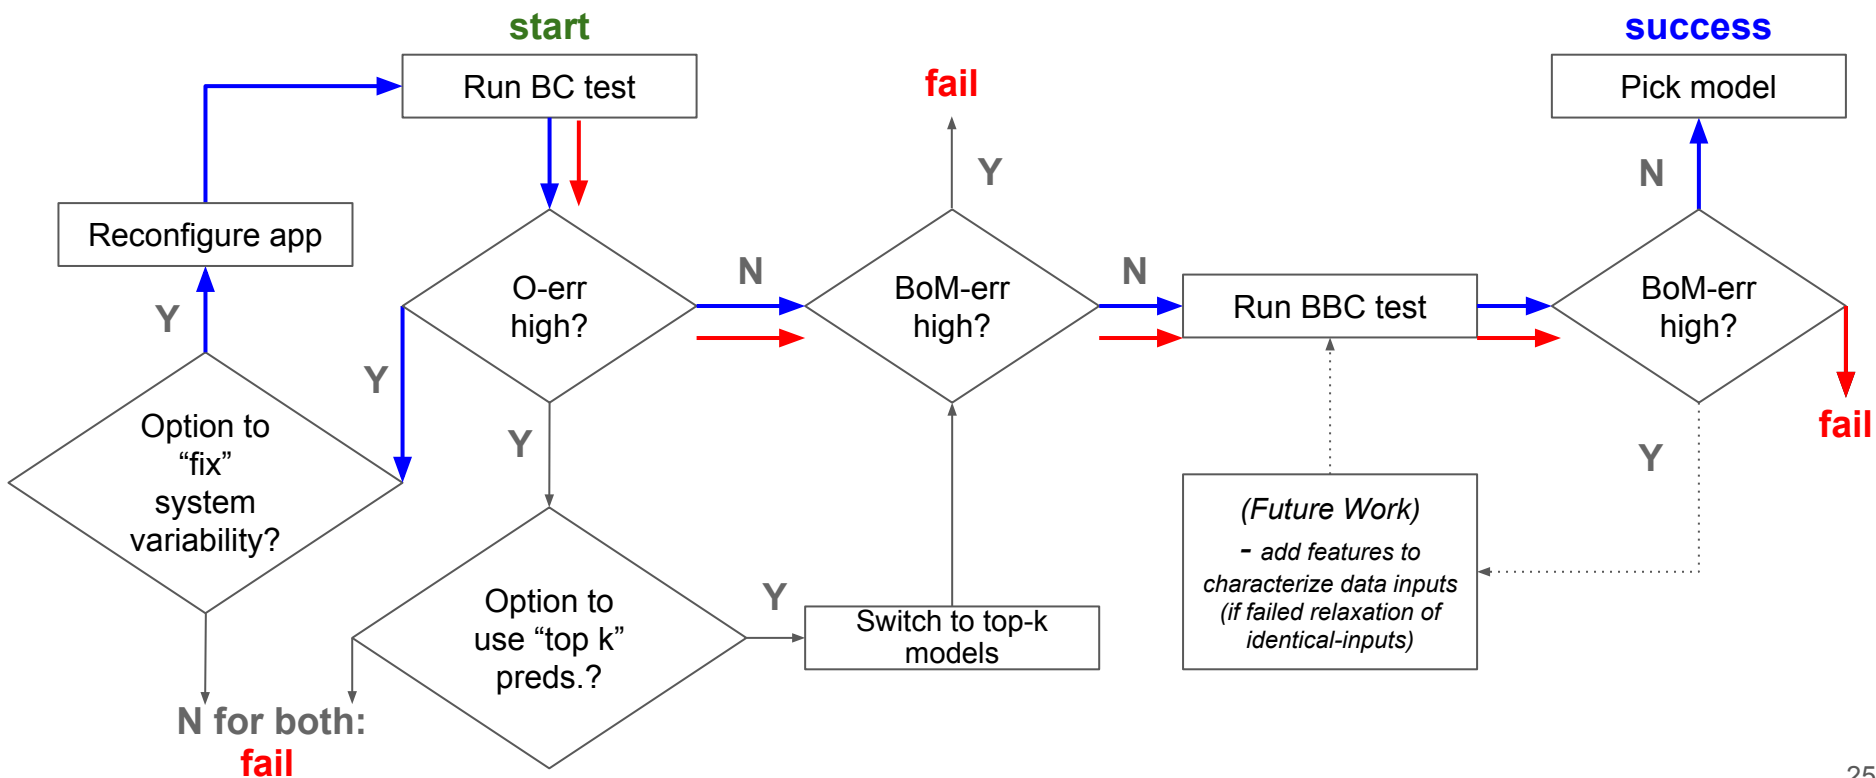 start
success
Run BC test
fail
Pick model
Y
N
Reconfigure app
O-err
high?
N
BoM-err
high?
N
Run BBC test
BoM-err
high?
Y
Y
fail
Option to
“fix”
system
variability?
Y
Y
(Future Work)
- add features to
characterize data inputs
(if failed relaxation of
identical-inputs)
Option to
use “top k”
preds.?
Y
Switch to top-k
models
N for both:
fail
25